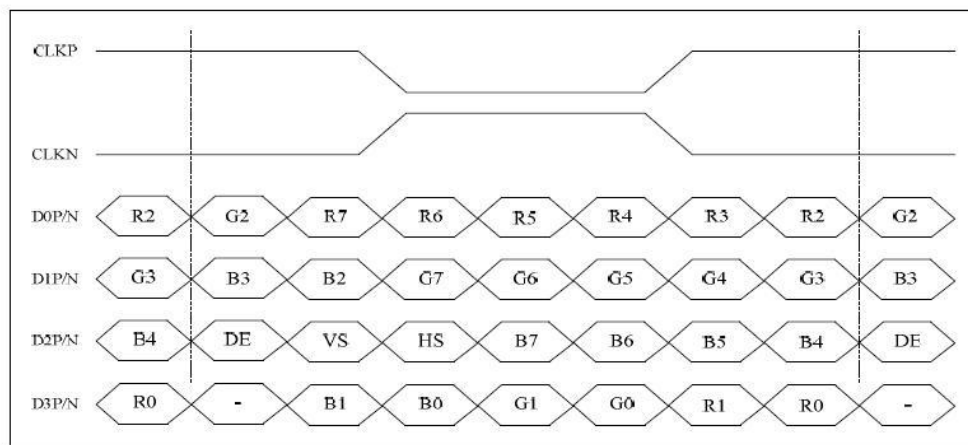 CLKP
CLKN
D0P/N R2 G2 R7 R6 R5 R4 R3 R2 G2
D1P/N G3 B3 B2 G7 G6 G5 G4 G3 B3
D2P/N B4 DE VS HS B7 B6 B5 B4 DE
D3P/N R0 - B1 B0 G1 G0 R1 R0 -